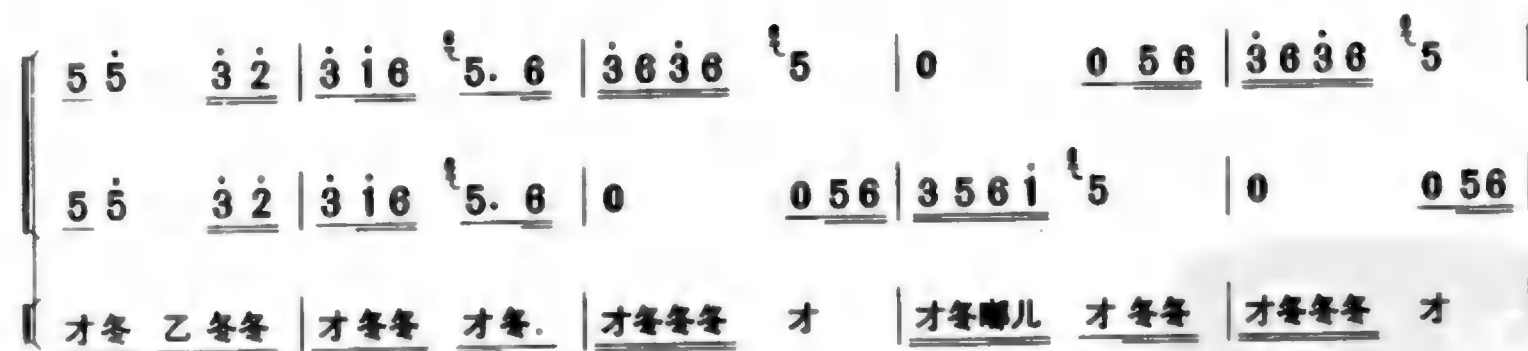 5 5̇ 3̇ 2̇ | 3̇ 1̇ 6 5. 6 | 3̇ 6 3̇ 6 5 | 0 0 5 6 | 3̇ 6 3̇ 6 5
5 5̇ 3̇ 2̇ | 3̇ 1̇ 6 5. 6 | 0 0 5 6 | 3 5 6 1̇ 5 | 0 0 5 6
才冬 乙 冬冬 | 才冬冬 才冬. | 才冬冬冬 才 | 才冬嘟儿 才 冬冬 | 才冬冬冬 才